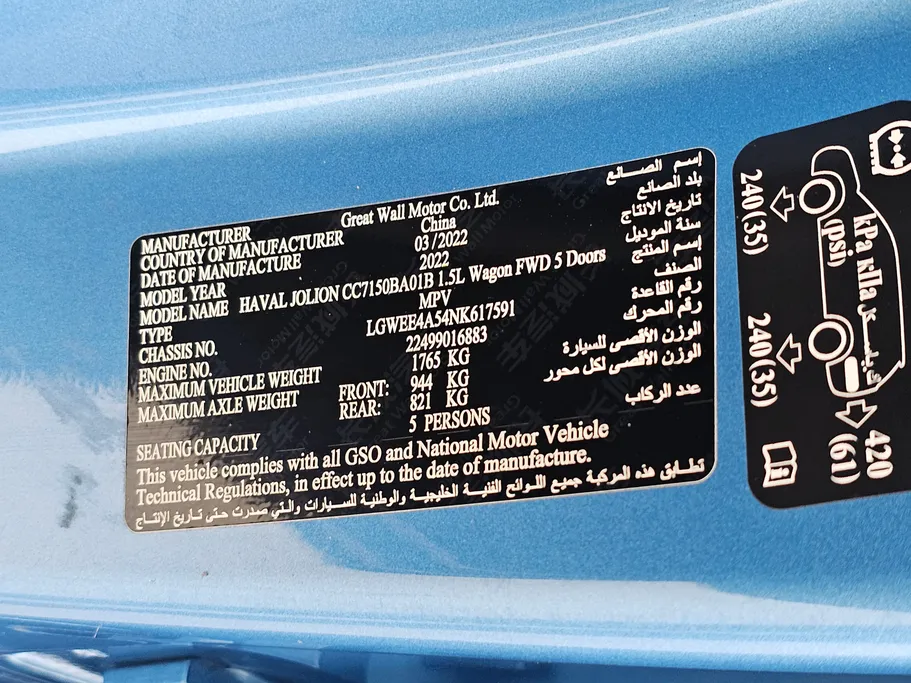 MANUFACTURER Great Wall Motor Co. Ltd. إسم الصـــانع
COUNTRY OF MANUFACTURER China بلد الصانع
DATE OF MANUFACTURE 03/2022 تاريخ الانتاج
MODEL YEAR 2022 سنة الموديل
MODEL NAME HAVAL JOLION CC7150BA01B 1.5L Wagon FWD 5 Doors إسم المنتج
TYPE MPV الصنف
CHASSIS NO. LGWEE4A54NK617591 رقم القاعدة
ENGINE NO. 22499016883 رقم المحرك
MAXIMUM VEHICLE WEIGHT 1765 KG الوزن الأقصى للسيارة
MAXIMUM AXLE WEIGHT FRONT: 944 KG الوزن الأقصى لكل محور
REAR: 821 KG
SEATING CAPACITY 5 PERSONS عدد الركاب
This vehicle complies with all GSO and National Motor Vehicle
Technical Regulations, in effect up to the date of manufacture.
تطابق هذه المركبة جميع اللوائح الفنية الخليجية والوطنية للسيارات والتي صدرت حتى تاريخ الإنتاج
240(35)
240(35)
kPa
(psi)
420
(61)